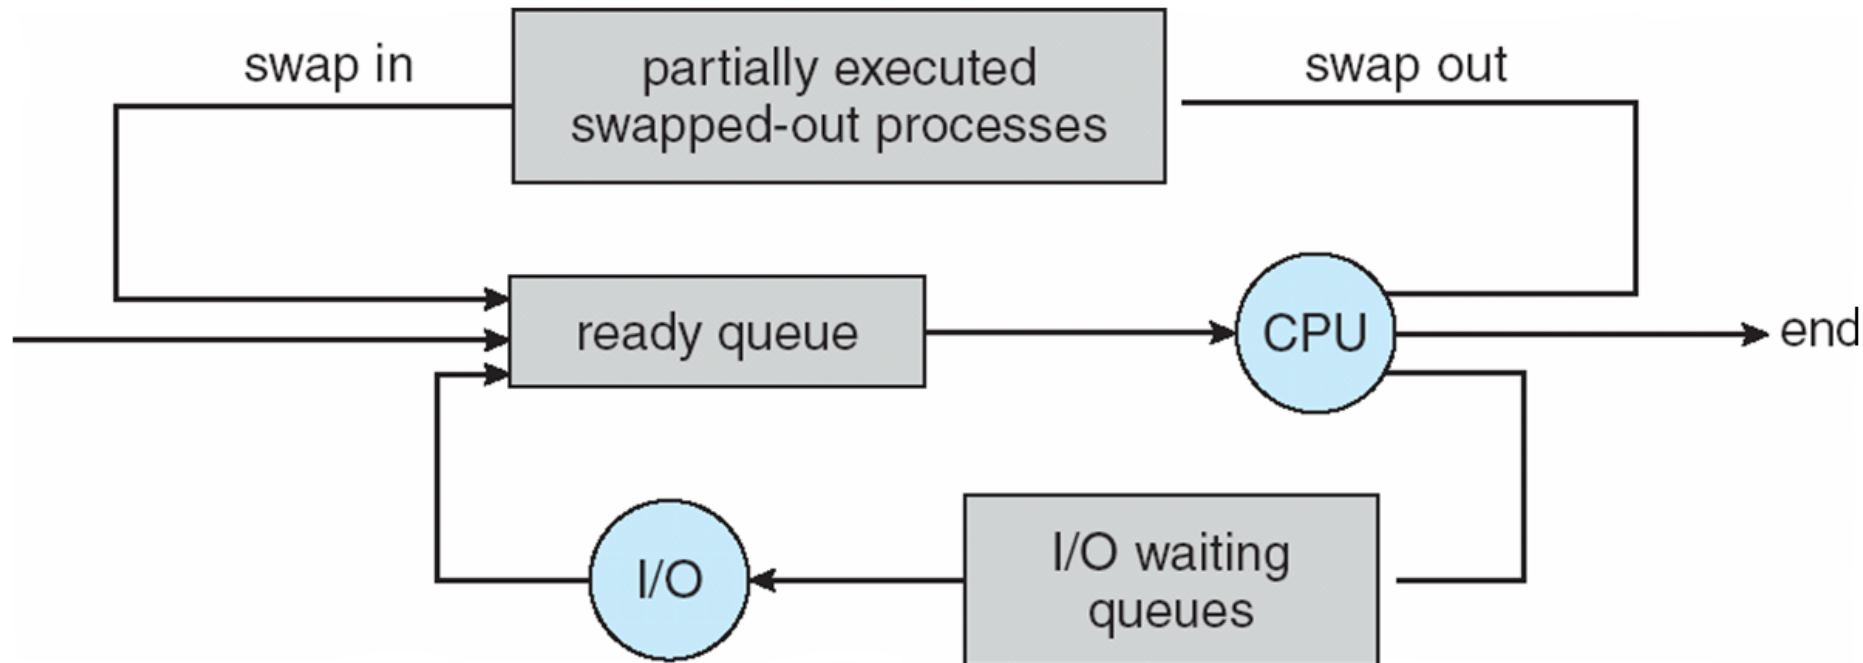 swap in
partially executed
swapped-out processes
swap out
ready queue
CPU
end
I/O
I/O waiting
queues